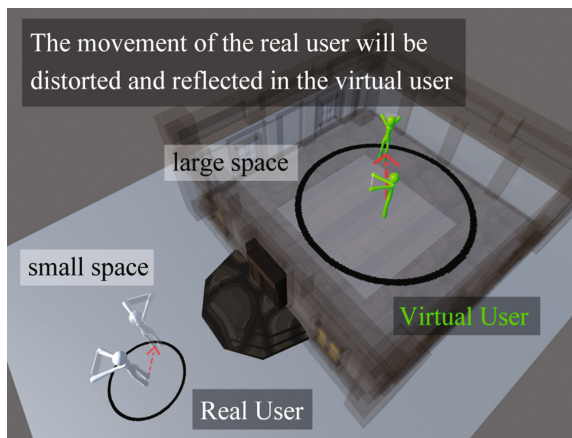 The movement of the real user will be
distorted and reflected in the virtual user
large space
small space
Virtual User
Real User